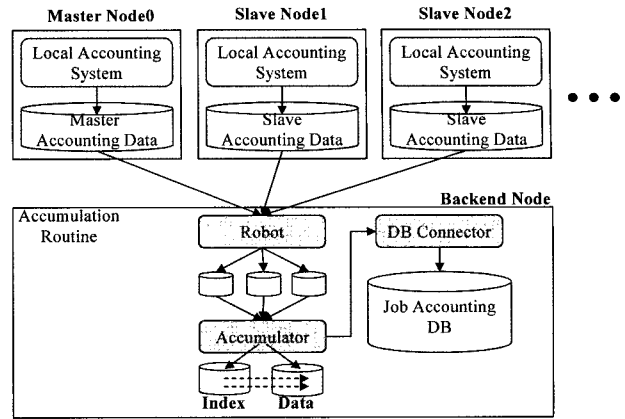 Master Node0
Slave Node1
Slave Node2
Local Accounting
System
Local Accounting
System
Local Accounting
System
Master
Accounting Data
Slave
Accounting Data
Slave
Accounting Data
Backend Node
Accumulation
Routine
Robot
DB Connector
Job Accounting
DB
Accumulator
Index
Data